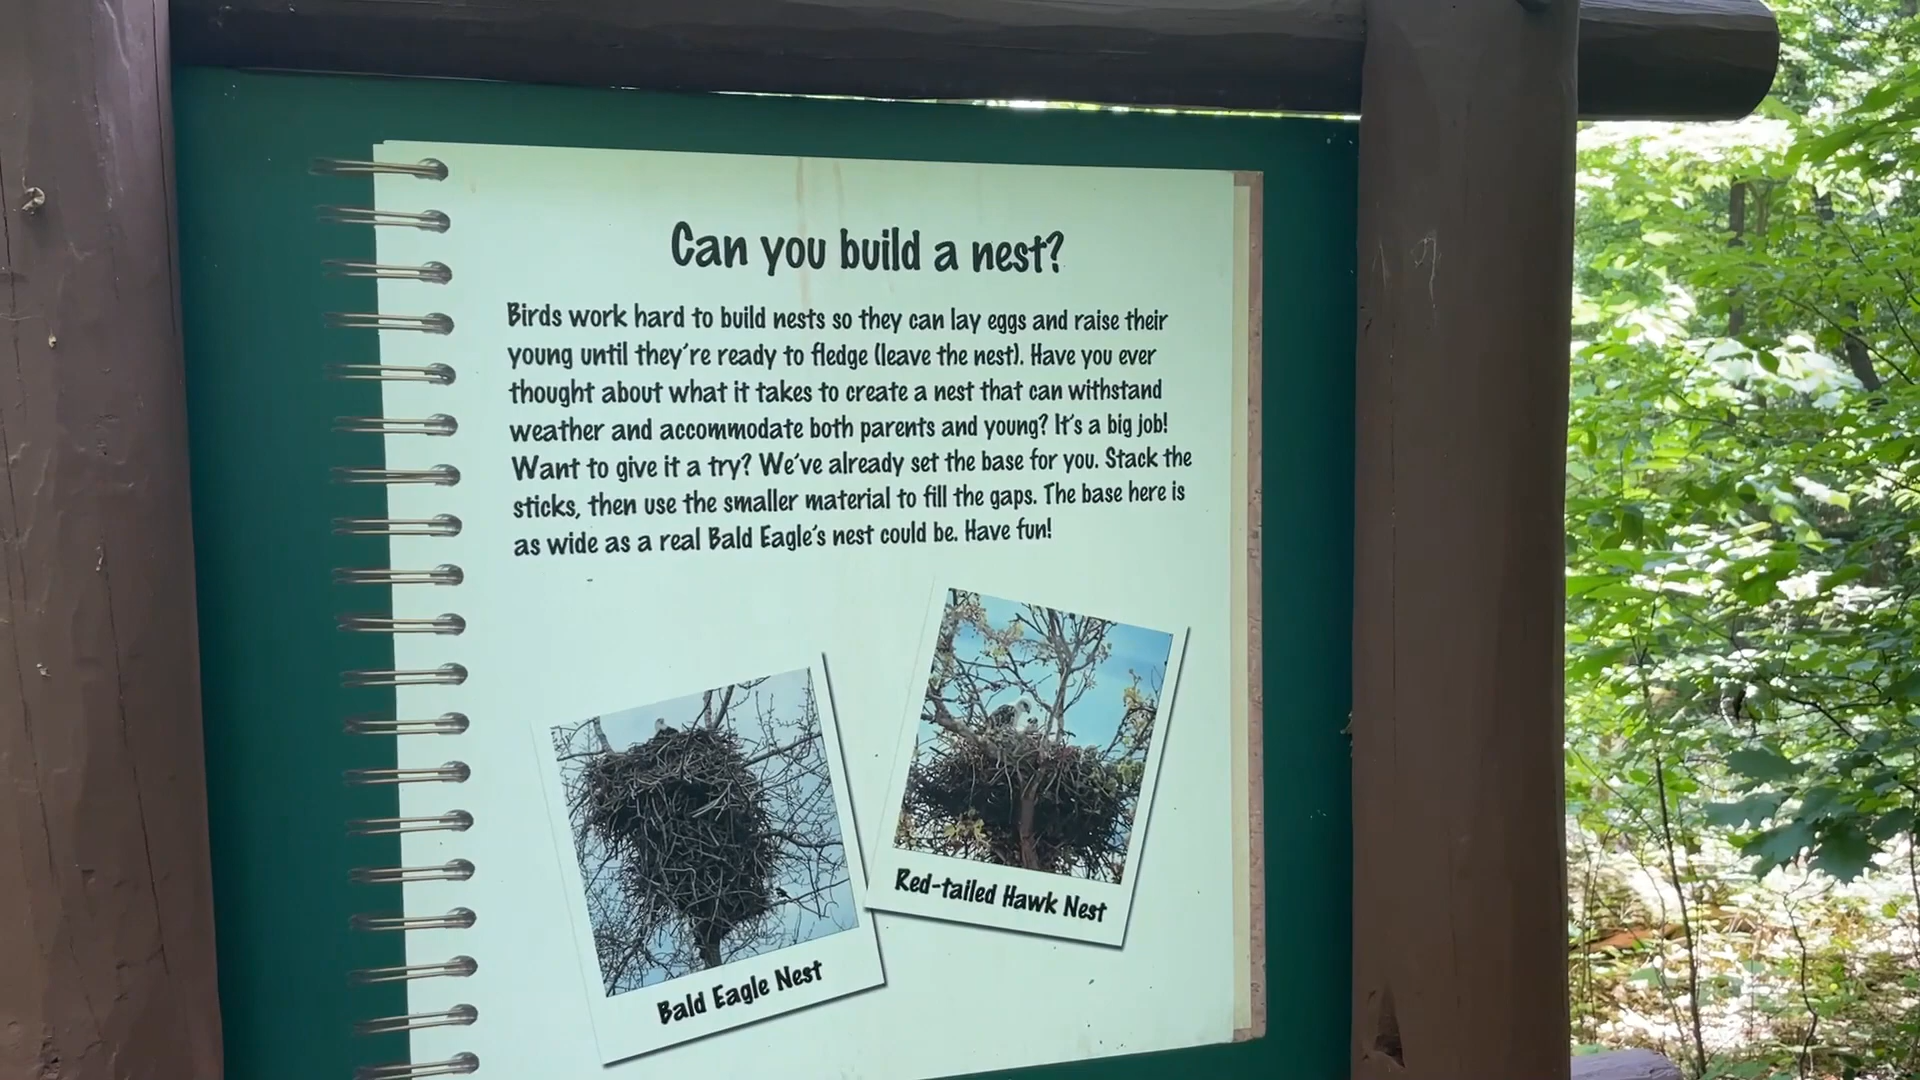 Can you build a nest?
Birds work hard to build nests so they can lay eggs and raise their
young until they're ready to fledge (leave the nest). Have you ever
thought about what it takes to create a nest that can withstand
weather and accommodate both parents and young? It's a big job!
Want to give it a try? We've already set the base for you. Stack the
sticks, then use the smaller material to fill the gaps. The base here is
as wide as a real Bald Eagle's nest could be. Have fun!
Red-tailed Hawk Nest
Bald Eagle Nest